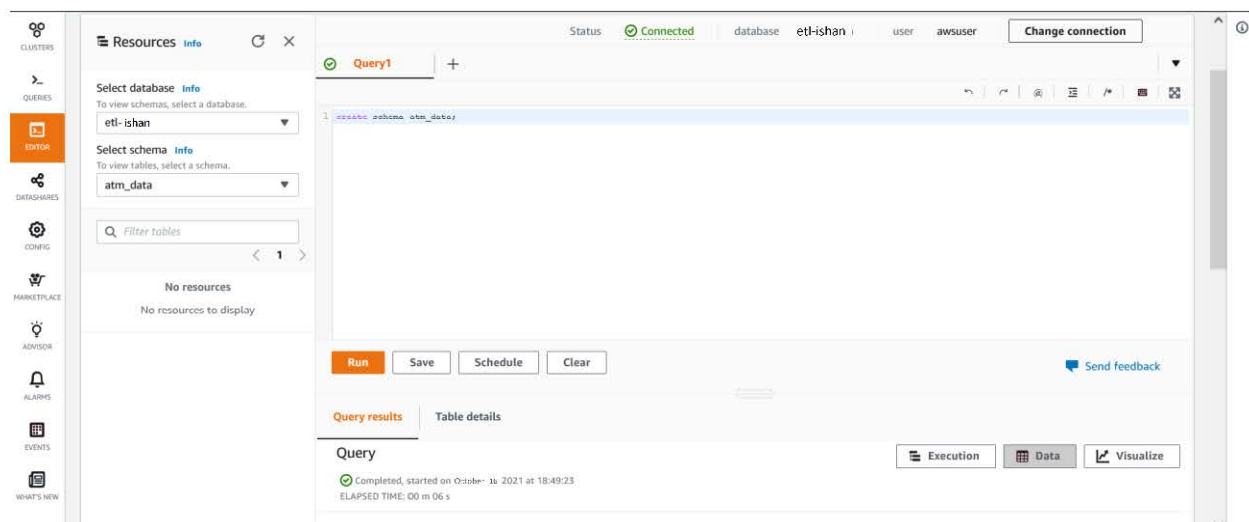 CLUSTERS
QUERIES
EDITOR
DATASHARES
CONFIG
MARKETPLACE
ADVISOR
ALARMS
EVENTS
WHAT'S NEW
Resources Info
Select database Info
To view schemas, select a database.
etl- ishan
Select schema Info
To view tables, select a schema.
atm_data
Filter tables
< 1 >
No resources
No resources to display
Status Connected database etl-ishan user awsuser Change connection
Query1 +
1 create schema atm_data;
Run Save Schedule Clear
Send feedback
Query results Table details
Query
Execution Data Visualize
Completed, started on October 16 2021 at 18:49:23
ELAPSED TIME: 00 m 06 s